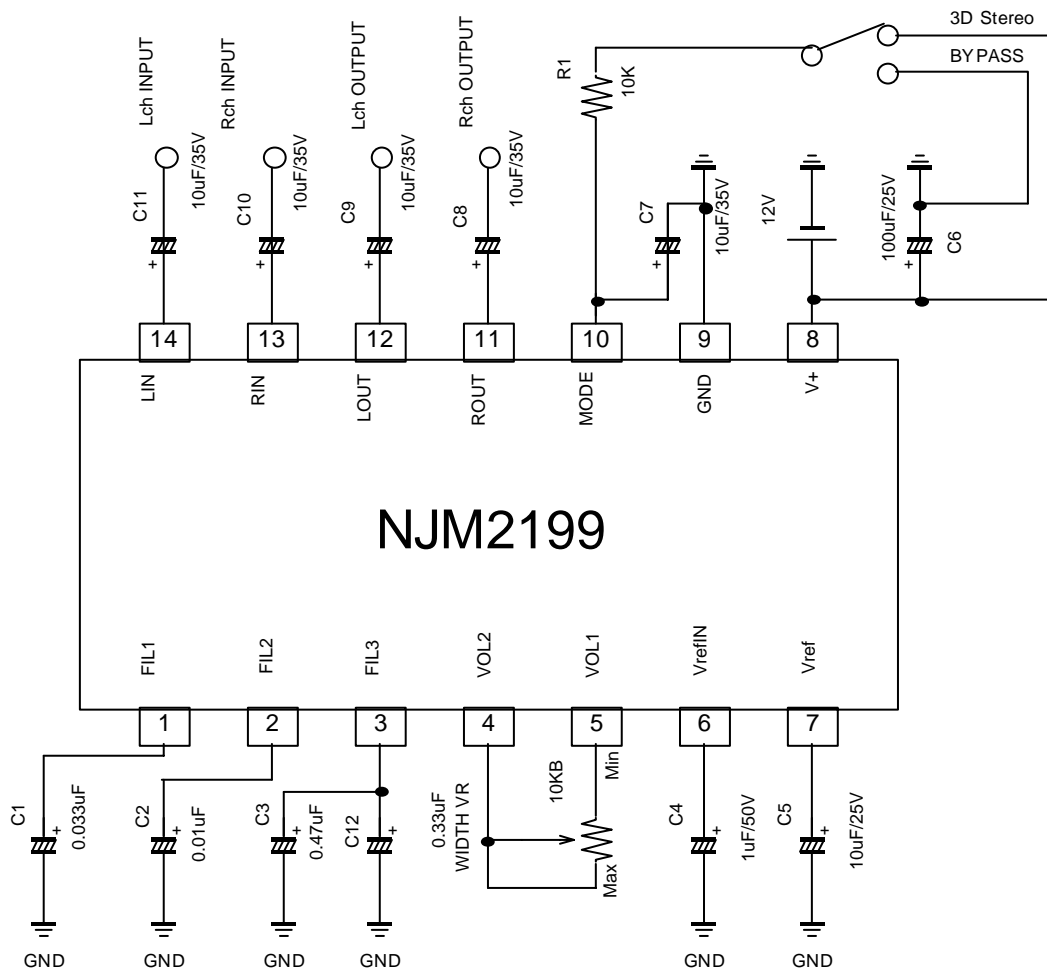 3D Stereo
BYPASS
Lch INPUT
Rch INPUT
Lch OUTPUT
Rch OUTPUT
R1
10K
C11
10uF/35V
C10
10uF/35V
C9
10uF/35V
C8
10uF/35V
C7
10uF/35V
12V
100uF/25V
C6
+
+
+
+
+
+
14
13
12
11
10
9
8
LIN
RIN
LOUT
ROUT
MODE
GND
V+
NJM2199
FIL1
FIL2
FIL3
VOL2
VOL1
VrefIN
Vref
1
2
3
4
5
6
7
C1
0.033uF
C2
0.01uF
C3
0.47uF
C12
0.33uF
WIDTH VR
10KB
Min
Max
C4
1uF/50V
C5
10uF/25V
+
+
+
+
+
+
GND
GND
GND
GND
GND
GND